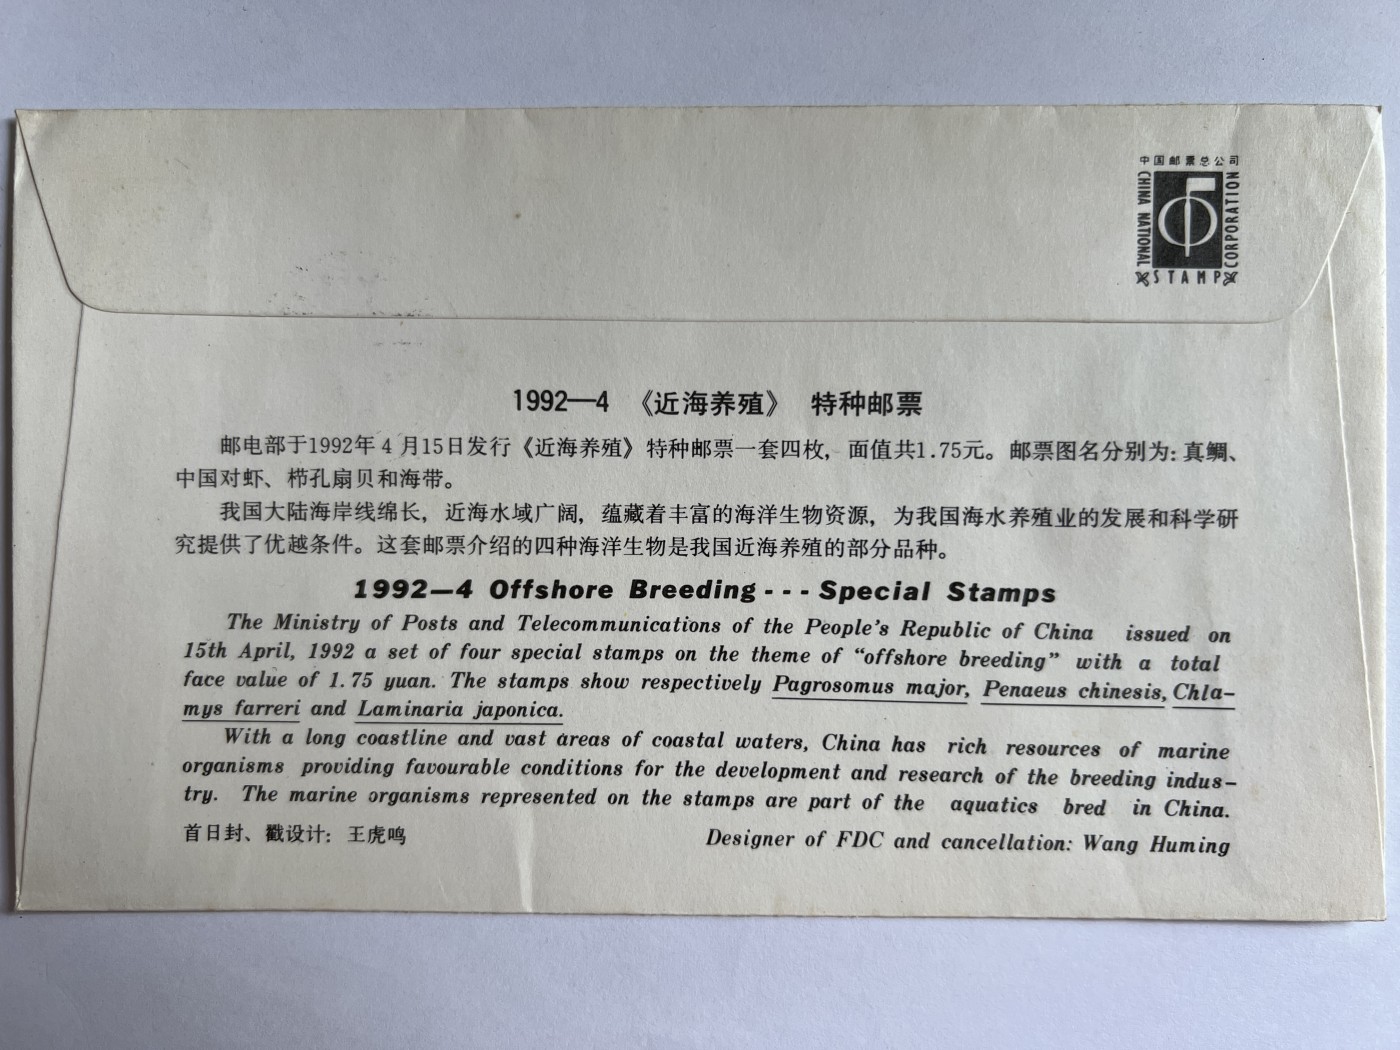 中国邮票总公司
CHINA NATIONAL
CORPORATION
STAMP
1992—4 《近海养殖》 特种邮票
邮电部于1992年4月15日发行《近海养殖》特种邮票一套四枚，面值共1.75元。邮票图名分别为：真鲷、
中国对虾、栉孔扇贝和海带。
我国大陆海岸线绵长，近海水域广阔，蕴藏着丰富的海洋生物资源，为我国海水养殖业的发展和科学研
究提供了优越条件。这套邮票介绍的四种海洋生物是我国近海养殖的部分品种。
1992—4 Offshore Breeding---Special Stamps
The Ministry of Posts and Telecommunications of the People's Republic of China issued on
15th April, 1992 a set of four special stamps on the theme of “offshore breeding” with a total
face value of 1.75 yuan. The stamps show respectively Pagrosomus major, Penaeus chinesis, Chla-
mys farreri and Laminaria japonica.
With a long coastline and vast areas of coastal waters, China has rich resources of marine
organisms providing favourable conditions for the development and research of the breeding indus-
try. The marine organisms represented on the stamps are part of the aquatics bred in China.
首日封、戳设计：王虎鸣
Designer of FDC and cancellation: Wang Huming